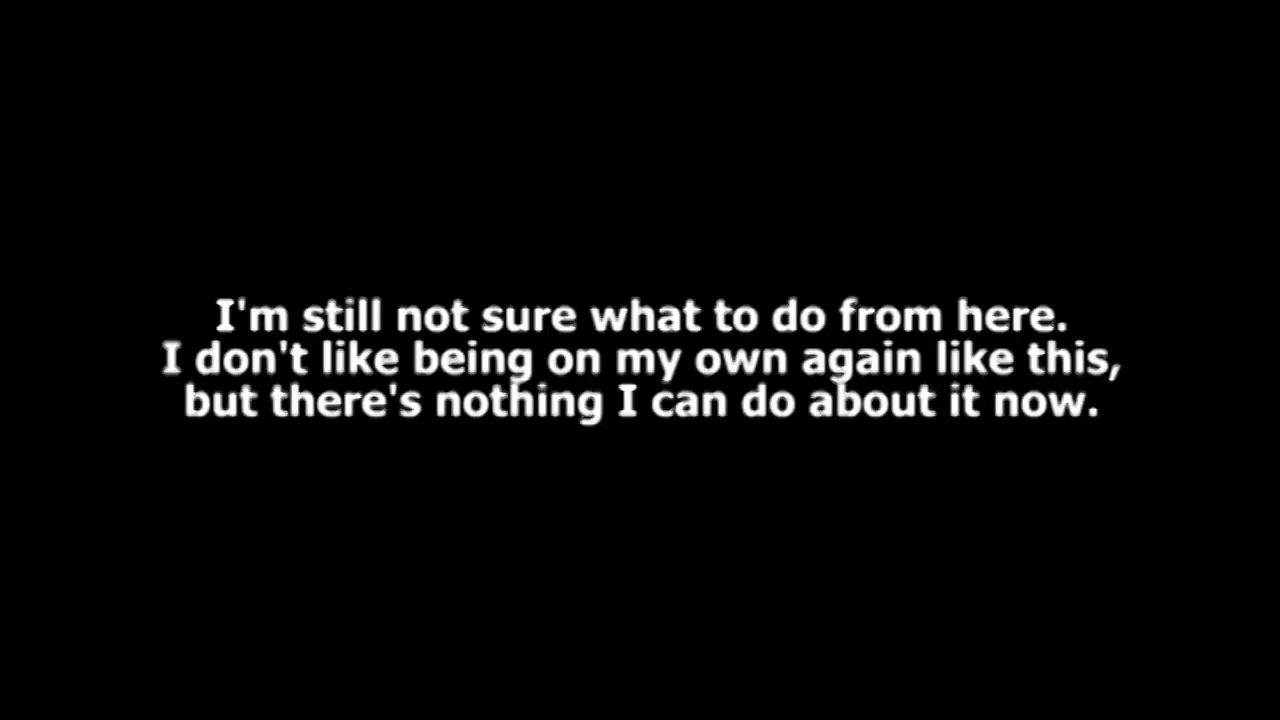 I'm still not sure what to do from here.
I don't like being on my own again like this,
but there's nothing I can do about it now.